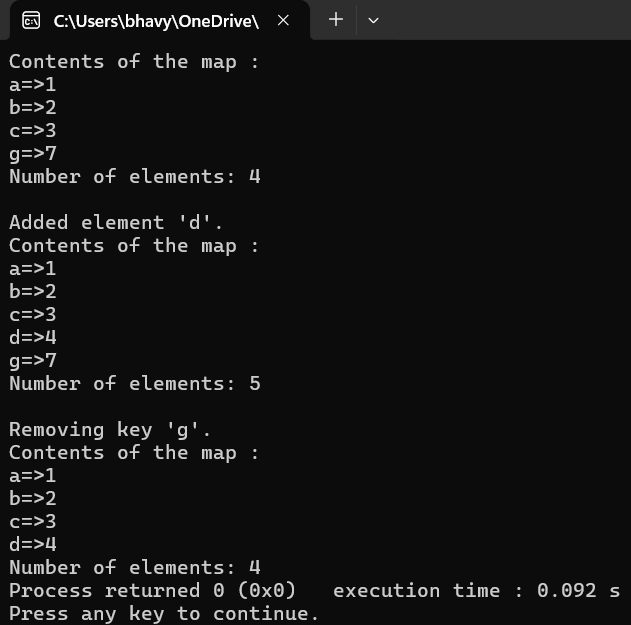 C:\Users\bhavy\OneDrive\
Contents of the map :
a=>1
b=>2
c=>3
g=>7
Number of elements: 4
Added element 'd'.
Contents of the map :
a=>1
b=>2
c=>3
d=>4
g=>7
Number of elements: 5
Removing key 'g'.
Contents of the map :
a=>1
b=>2
c=>3
d=>4
Number of elements: 4
Process returned 0 (0x0)   execution time : 0.092 s
Press any key to continue.